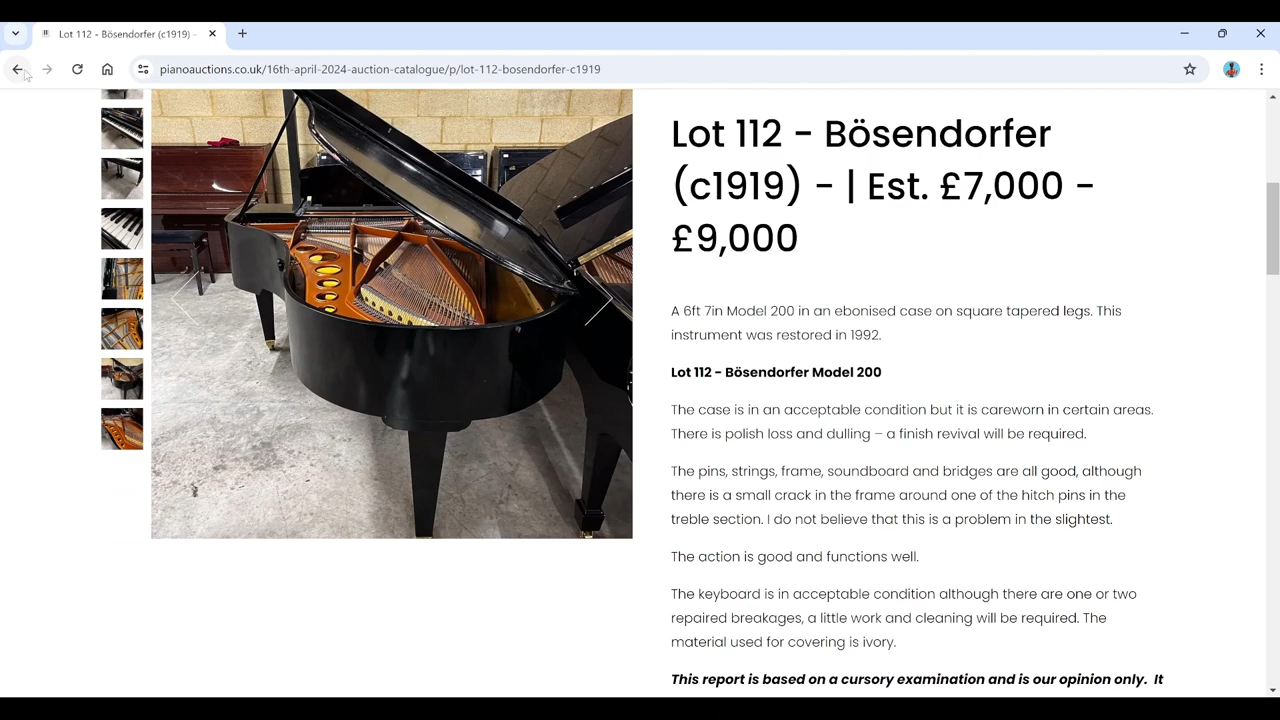 Lot 112 - Bösendorfer (c1919) -
pianoauctions.co.uk/16th-april-2024-auction-catalogue/p/lot-112-bosendorfer-c1919
Lot 112 - Bösendorfer
(c1919) - | Est. £7,000 -
£9,000
A 6ft 7in Model 200 in an ebonised case on square tapered legs. This
instrument was restored in 1992.
Lot 112 - Bösendorfer Model 200
The case is in an acceptable condition but it is careworn in certain areas.
There is polish loss and dulling – a finish revival will be required.
The pins, strings, frame, soundboard and bridges are all good, although
there is a small crack in the frame around one of the hitch pins in the
treble section. I do not believe that this is a problem in the slightest.
The action is good and functions well.
The keyboard is in acceptable condition although there are one or two
repaired breakages, a little work and cleaning will be required. The
material used for covering is ivory.
This report is based on a cursory examination and is our opinion only. It